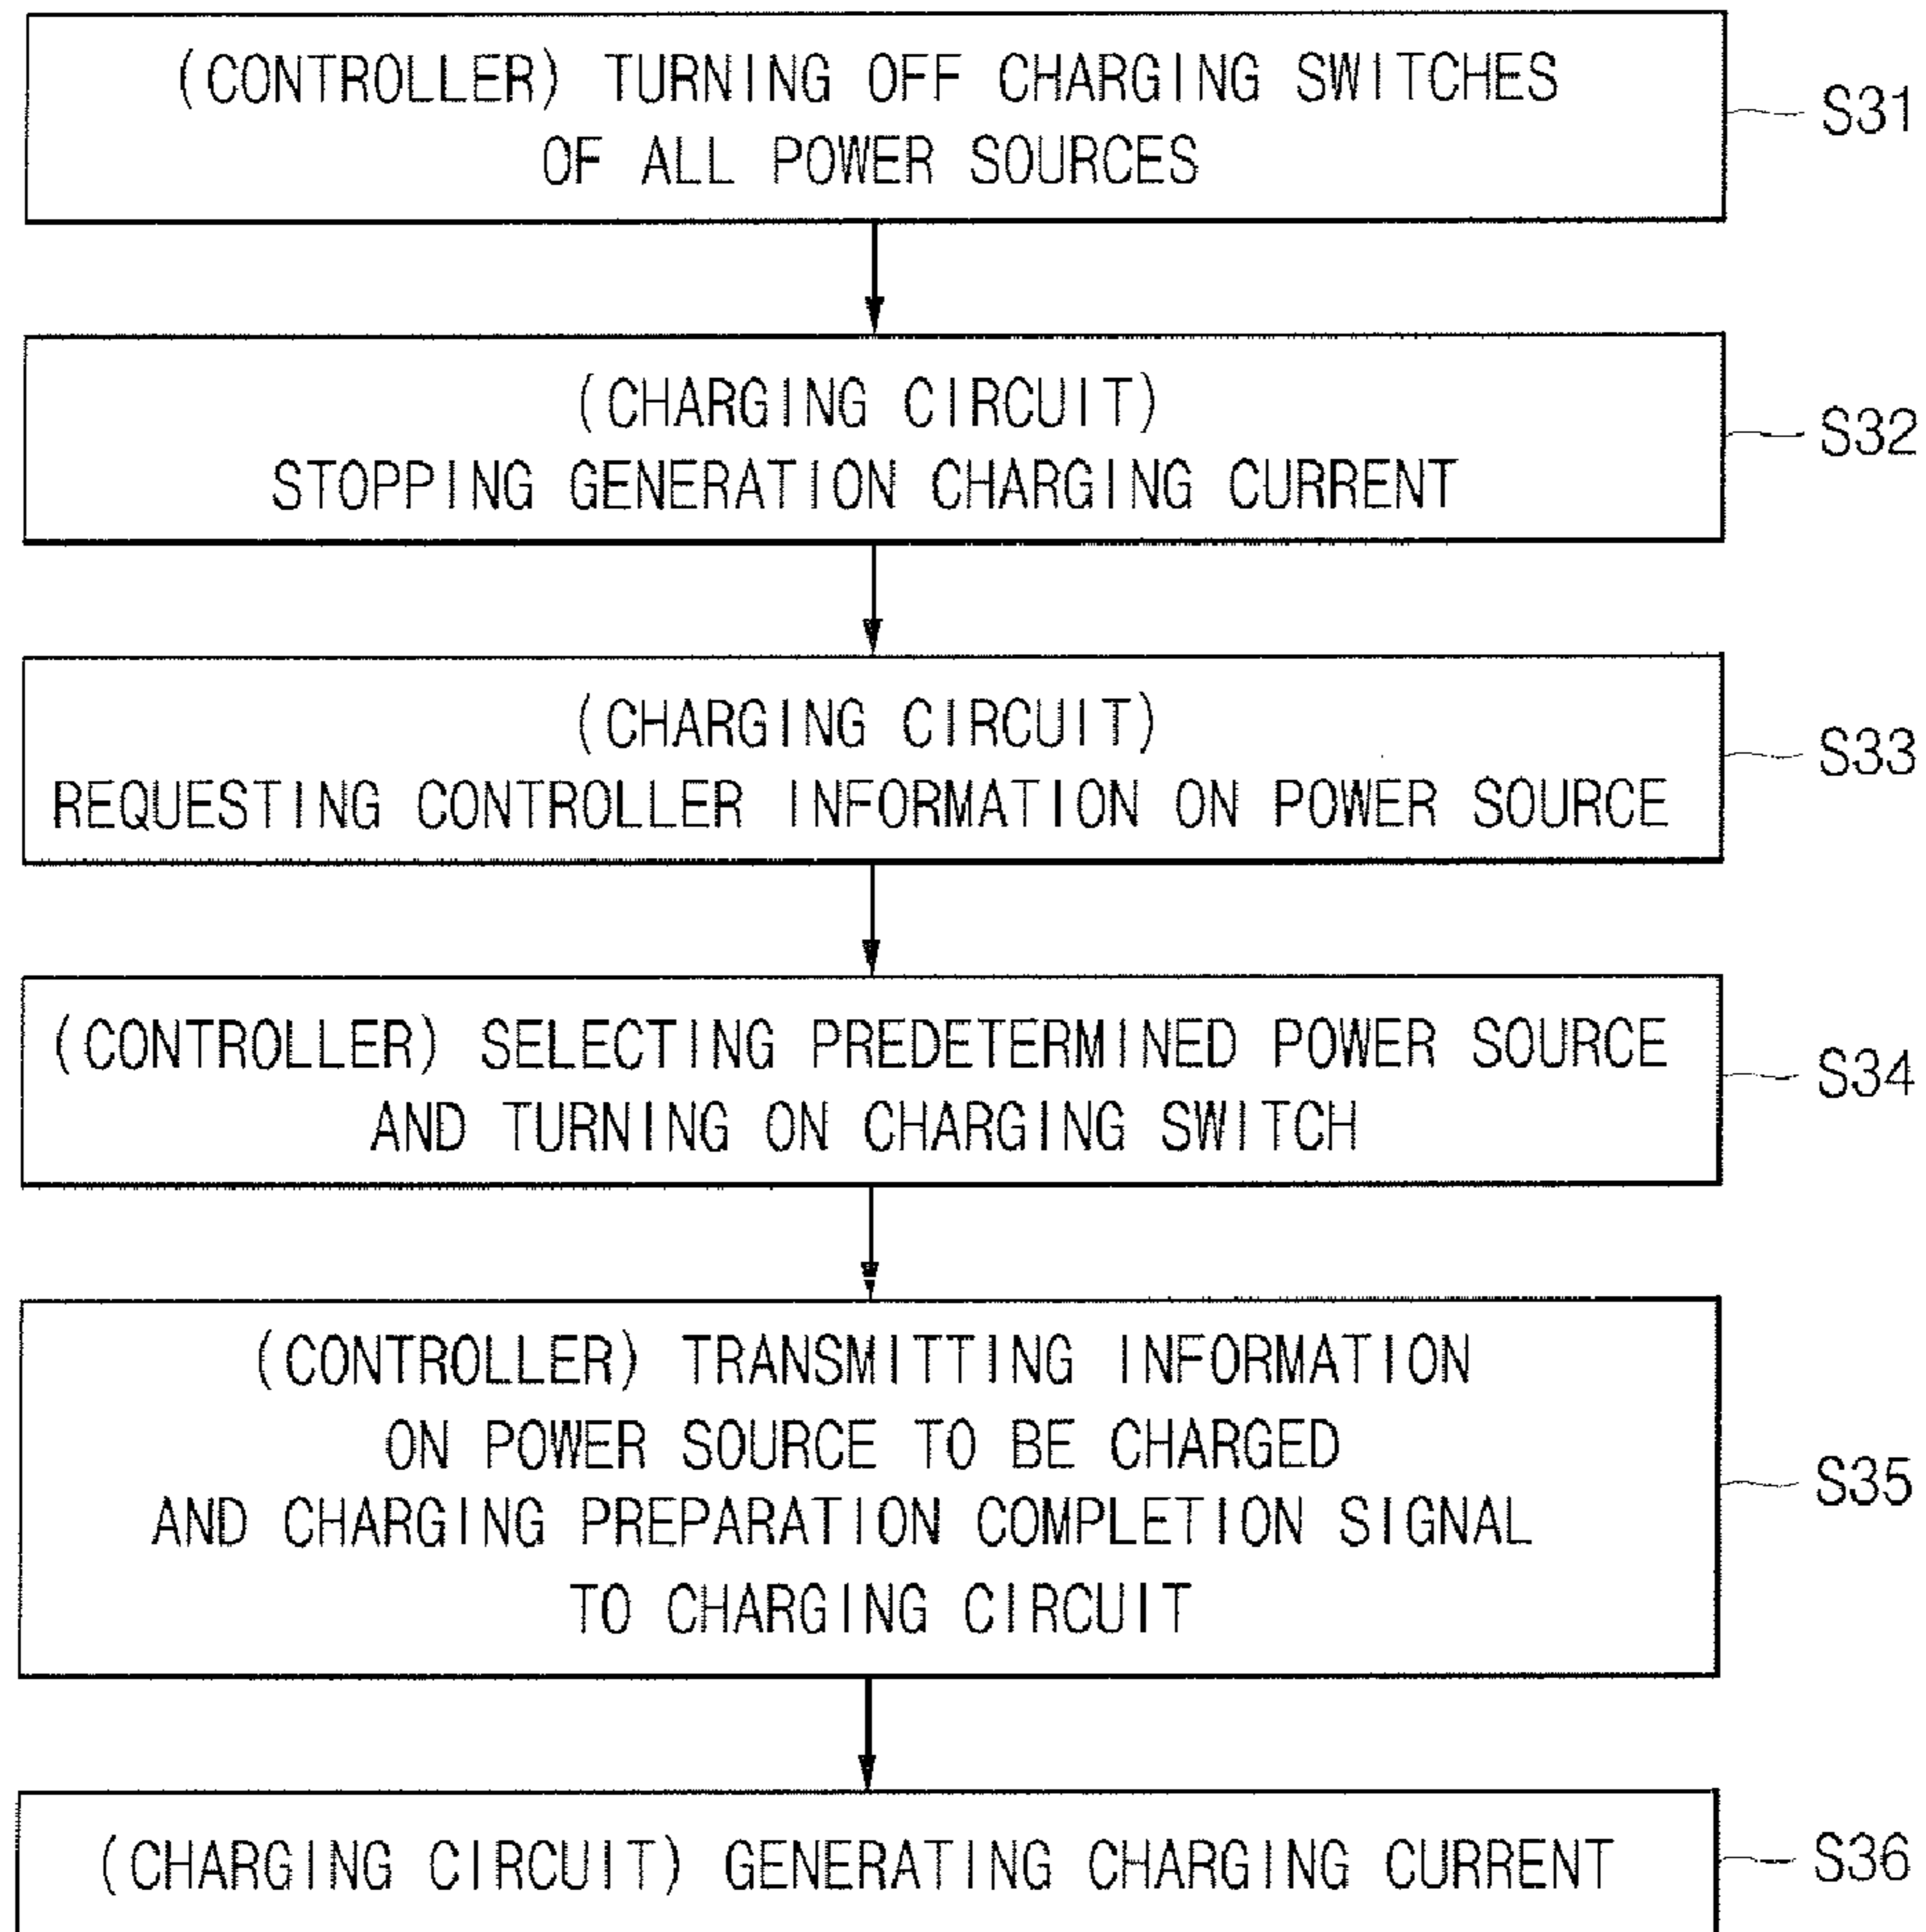 (CONTROLLER) TURNING OFF CHARGING SWITCHES
OF ALL POWER SOURCES
S31
(CHARGING CIRCUIT)
STOPPING GENERATION CHARGING CURRENT
S32
(CHARGING CIRCUIT)
REQUESTING CONTROLLER INFORMATION ON POWER SOURCE
S33
(CONTROLLER) SELECTING PREDETERMINED POWER SOURCE
AND TURNING ON CHARGING SWITCH
S34
(CONTROLLER) TRANSMITTING INFORMATION
ON POWER SOURCE TO BE CHARGED
AND CHARGING PREPARATION COMPLETION SIGNAL
TO CHARGING CIRCUIT
S35
(CHARGING CIRCUIT) GENERATING CHARGING CURRENT
S36